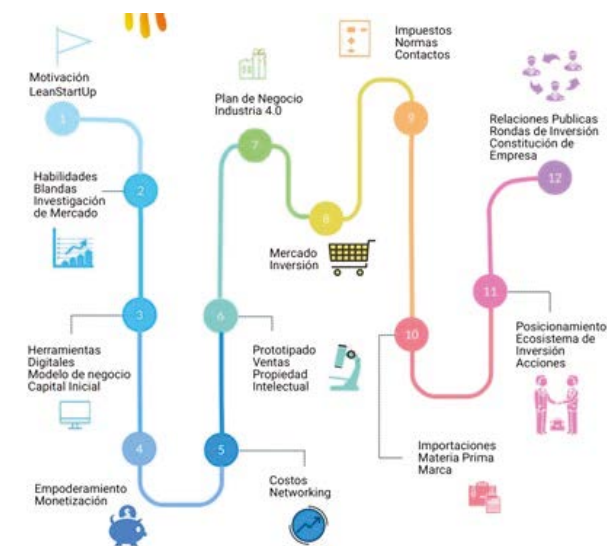 Motivación
LeanStartUp
1
Habilidades
Blandas
Investigación
de Mercado
2
3
Herramientas
Digitales
Modelo de negocio
Capital Inicial
4
Empoderamiento
Monetización
5
Costos
Networking
6
Prototipado
Ventas
Propiedad
Intelectual
Plan de Negocio
Industria 4.0
7
8
Mercado
Inversión
Impuestos
Normas
Contactos
9
10
Importaciones
Materia Prima
Marca
11
Posicionamiento
Ecosistema de
Inversión
Acciones
Relaciones Publicas
Rondas de Inversión
Constitución de
Empresa
12